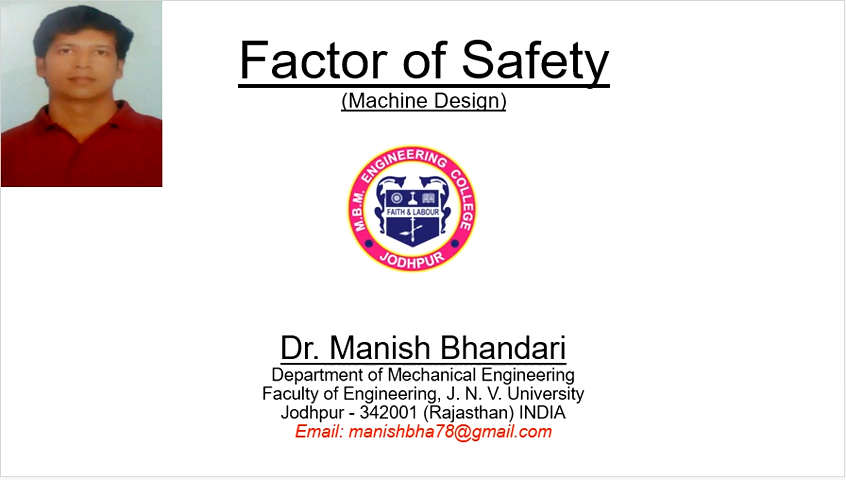 Factor of Safety
(Machine Design)
M.B.M. ENGINEERING COLLEGE
FAITH & LABOUR
JODHPUR
Dr. Manish Bhandari
Department of Mechanical Engineering
Faculty of Engineering, J. N. V. University
Jodhpur - 342001 (Rajasthan) INDIA
Email: manishbha78@gmail.com